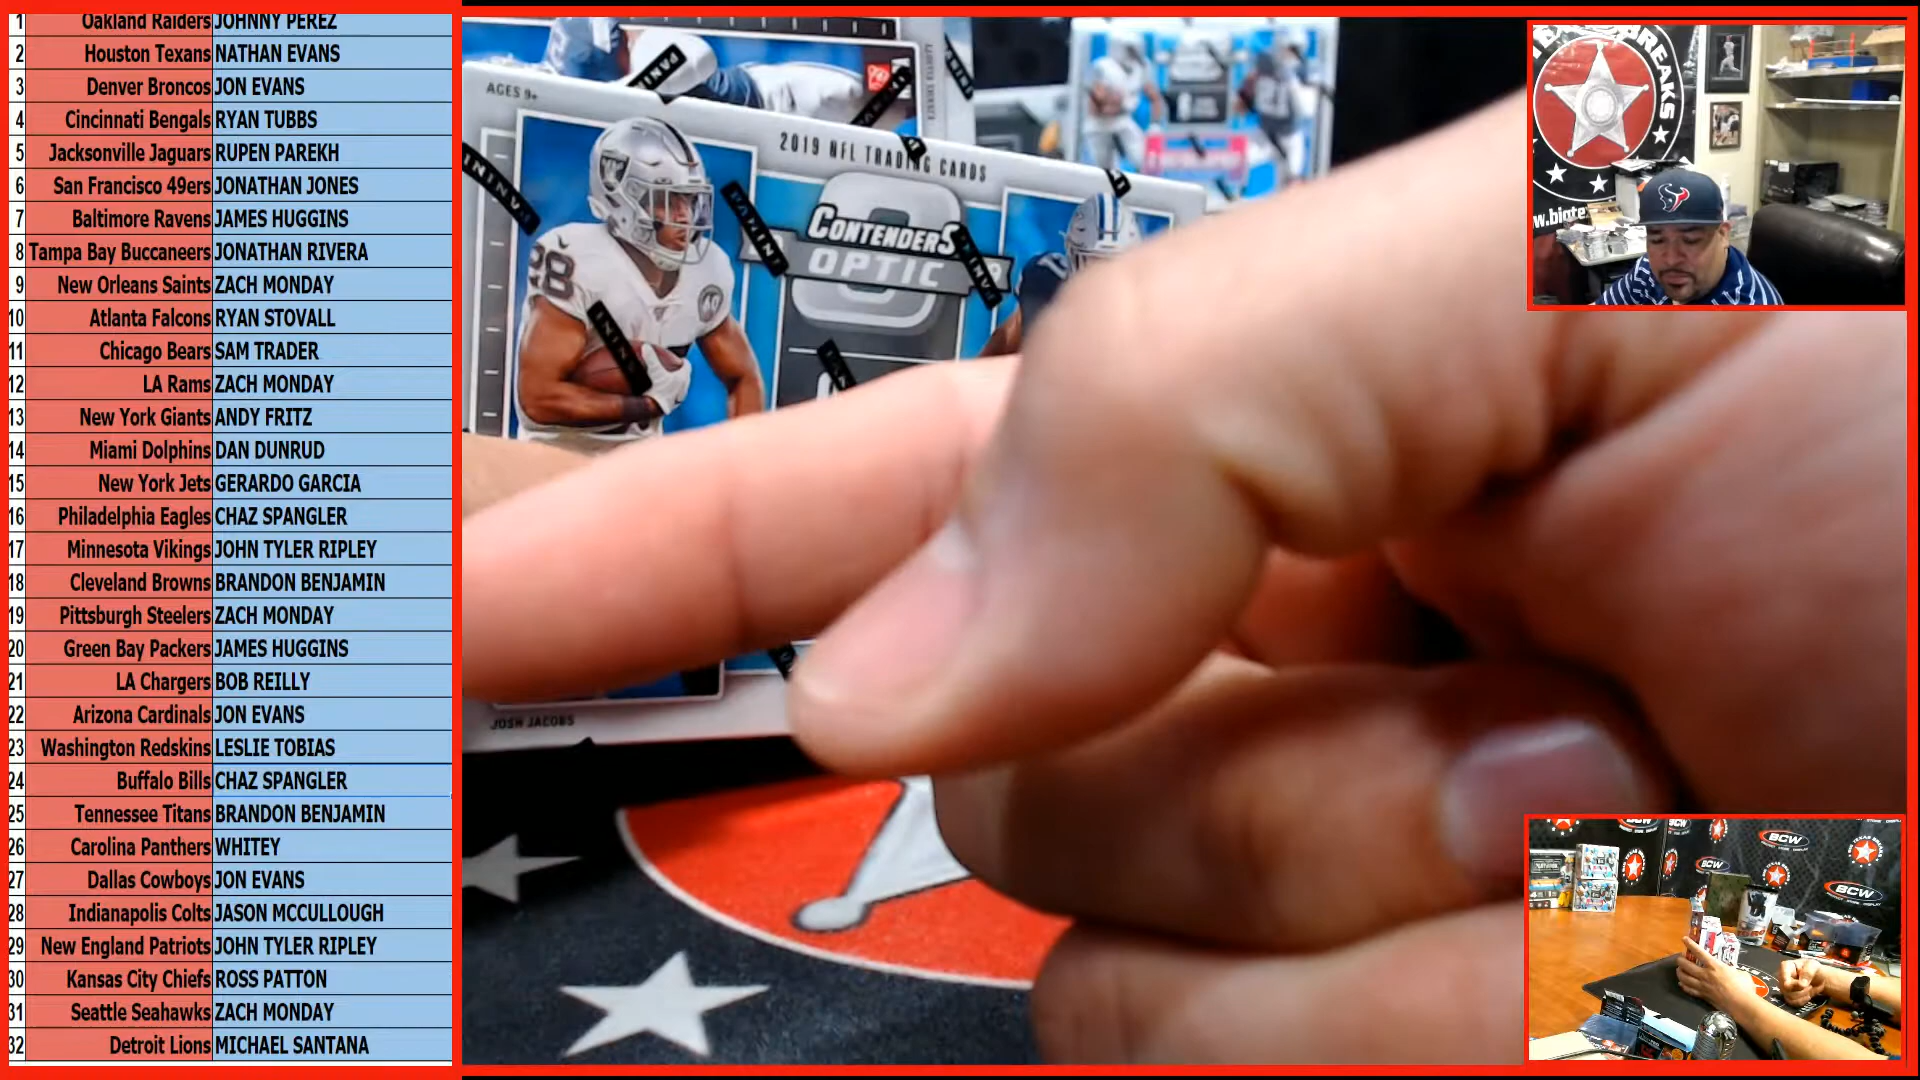 1 Oakland Raiders JOHNNY PEREZ
2 Houston Texans NATHAN EVANS
3 Denver Broncos JON EVANS
4 Cincinnati Bengals RYAN TUBBS
5 Jacksonville Jaguars RUPEN PAREKH
6 San Francisco 49ers JONATHAN JONES
7 Baltimore Ravens JAMES HUGGINS
8 Tampa Bay Buccaneers JONATHAN RIVERA
9 New Orleans Saints ZACH MONDAY
10 Atlanta Falcons RYAN STOVALL
11 Chicago Bears SAM TRADER
12 LA Rams ZACH MONDAY
13 New York Giants ANDY FRITZ
14 Miami Dolphins DAN DUNRUD
15 New York Jets GERARDO GARCIA
16 Philadelphia Eagles CHAZ SPANGLER
17 Minnesota Vikings JOHN TYLER RIPLEY
18 Cleveland Browns BRANDON BENJAMIN
19 Pittsburgh Steelers ZACH MONDAY
20 Green Bay Packers JAMES HUGGINS
21 LA Chargers BOB REILLY
22 Arizona Cardinals JON EVANS
23 Washington Redskins LESLIE TOBIAS
24 Buffalo Bills CHAZ SPANGLER
25 Tennessee Titans BRANDON BENJAMIN
26 Carolina Panthers WHITEY
27 Dallas Cowboys JON EVANS
28 Indianapolis Colts JASON MCCULLOUGH
29 New England Patriots JOHN TYLER RIPLEY
30 Kansas City Chiefs ROSS PATTON
31 Seattle Seahawks ZACH MONDAY
32 Detroit Lions MICHAEL SANTANA
AGES 9+
2019 NFL TRADING CARDS
CONTENDERS
OPTIC
PANINI
PANINI
PANINI
PANINI
28
JOSH JACOBS
BREAKS
BCW
BCW
BCW